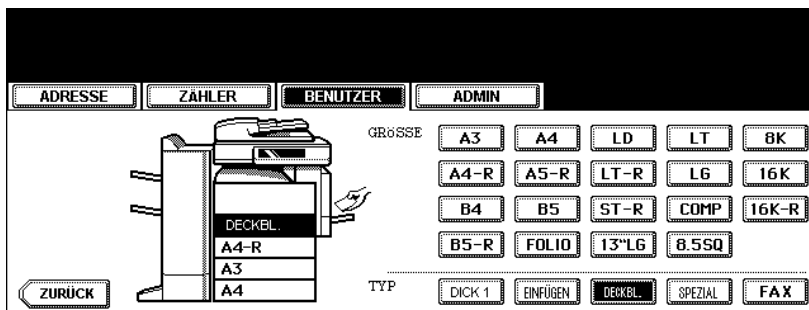 ADRESSE ZÄHLER BENUTZER ADMIN
GRÖSSE A3 A4 LD LT 8K
A4-R A5-R LT-R LG 16K
B4 B5 ST-R COMP 16K-R
B5-R FOLIO 13"LG 8.5SQ
DECKBL.
A4-R
A3
A4
TYP DICK 1 EINFÜGEN DECKBL. SPEZIAL FAX
ZURÜCK